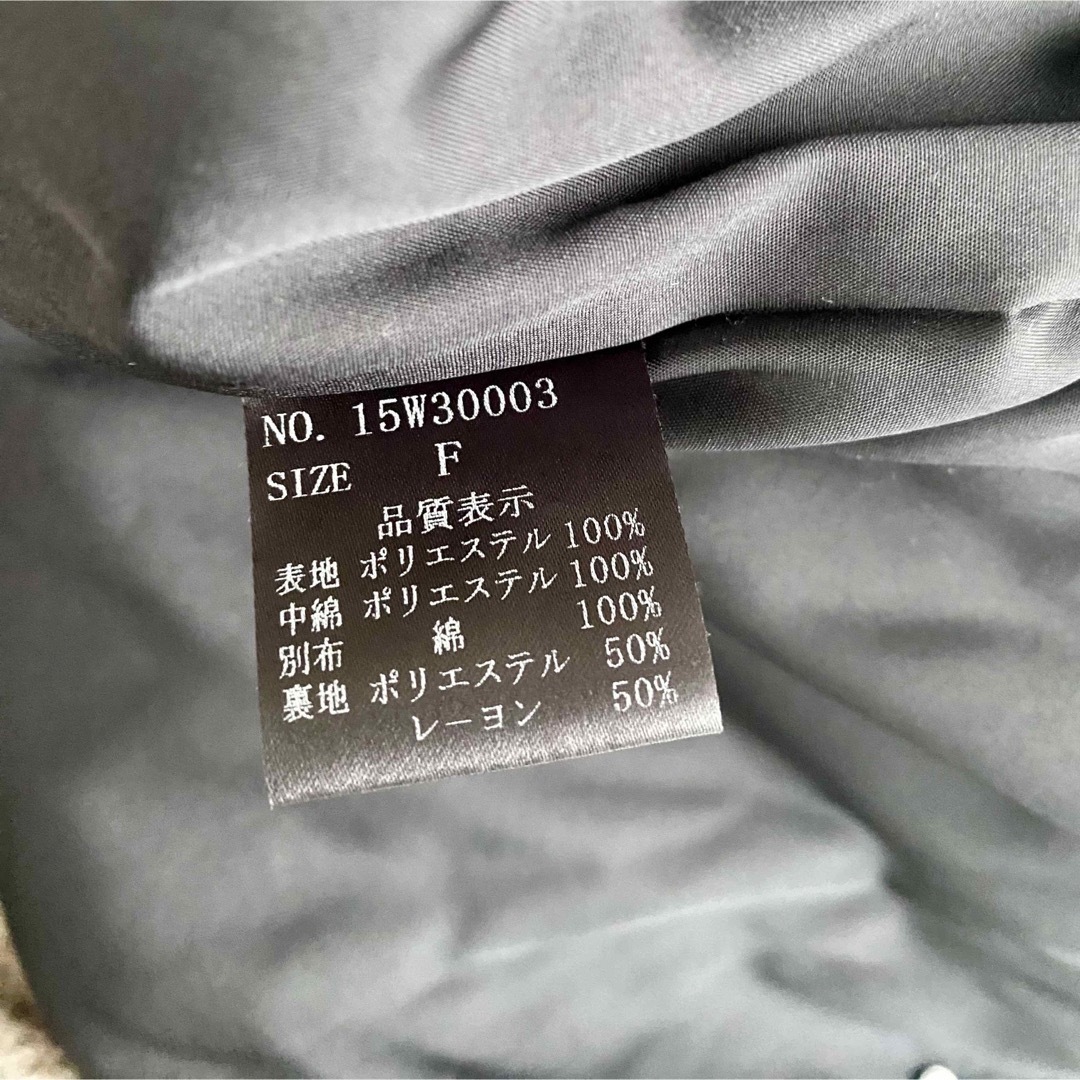 NO. 15W30003
SIZE F
品質表示
表地 ポリエステル 100%
中綿 ポリエステル 100%
別布 綿 100%
裏地 ポリエステル 50%
レーヨン 50%